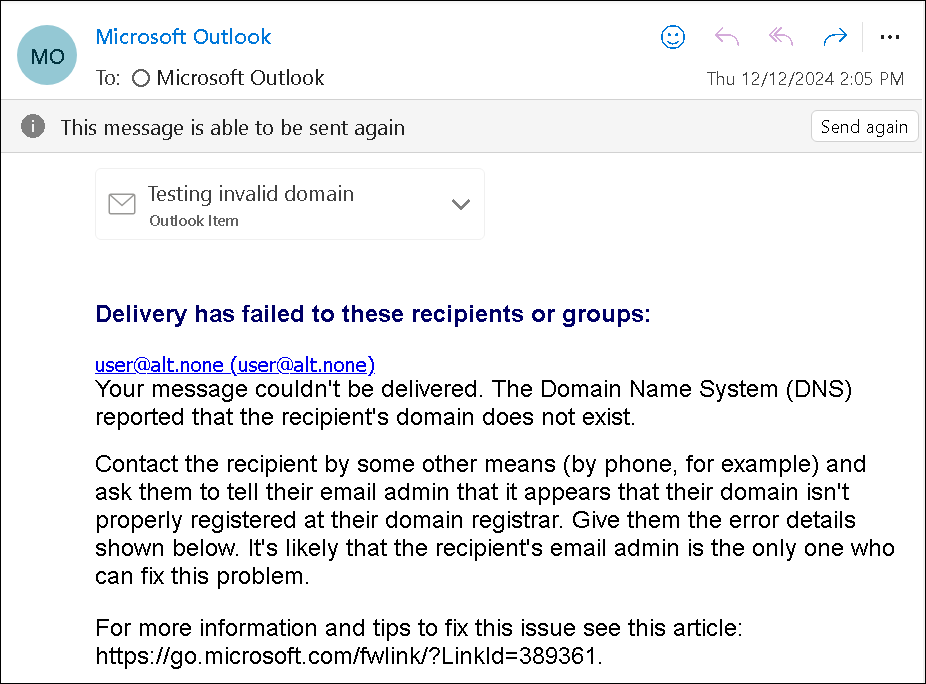 MO
Microsoft Outlook
To: Microsoft Outlook
Thu 12/12/2024 2:05 PM
This message is able to be sent again
Send again
Testing invalid domain
Outlook Item
Delivery has failed to these recipients or groups:
user@alt.none (user@alt.none)
Your message couldn't be delivered. The Domain Name System (DNS)
reported that the recipient's domain does not exist.
Contact the recipient by some other means (by phone, for example) and
ask them to tell their email admin that it appears that their domain isn't
properly registered at their domain registrar. Give them the error details
shown below. It's likely that the recipient's email admin is the only one who
can fix this problem.
For more information and tips to fix this issue see this article:
https://go.microsoft.com/fwlink/?LinkId=389361.